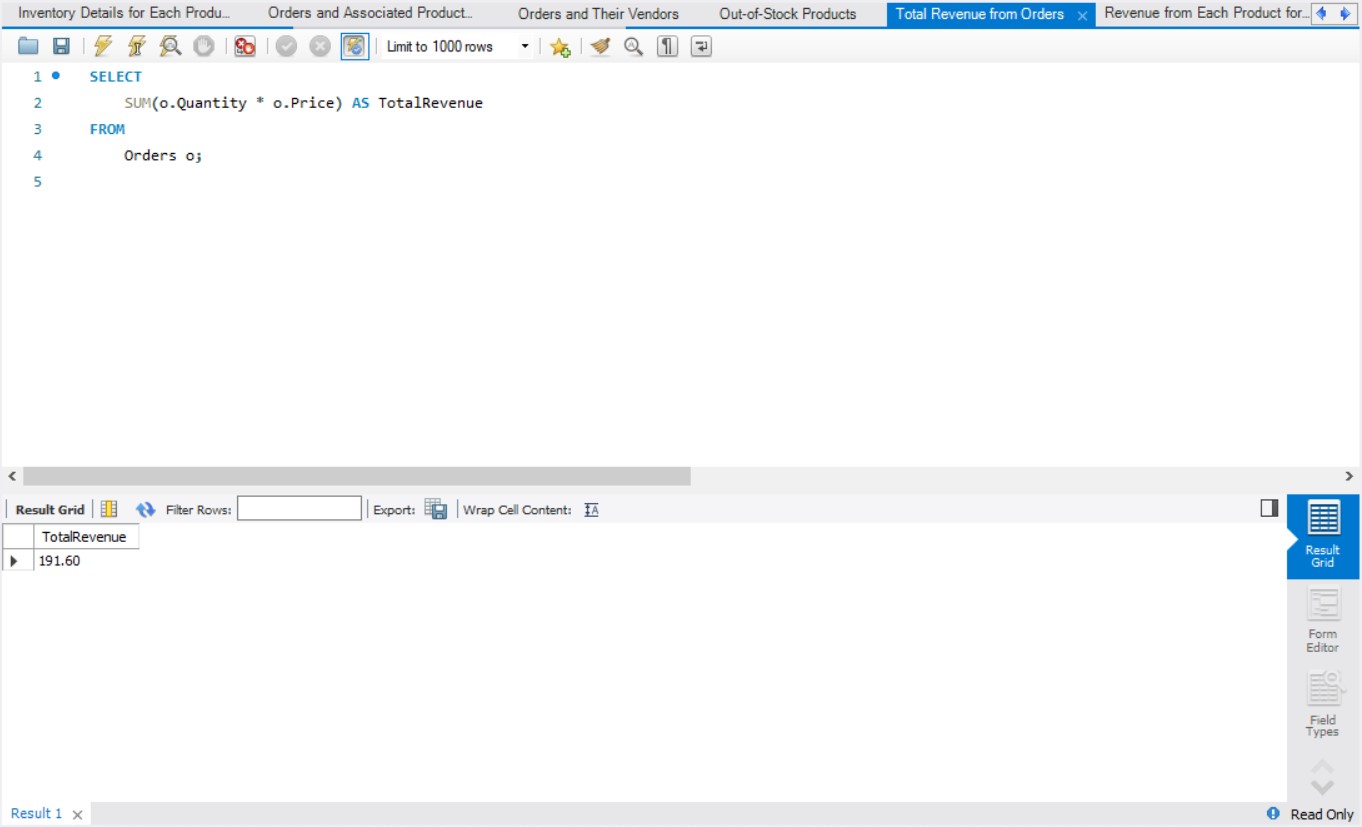 Inventory Details for Each Produ... Orders and Associated Product... Orders and Their Vendors Out-of-Stock Products Total Revenue from Orders Revenue from Each Product for...
Limit to 1000 rows
1 SELECT
2 SUM(o.Quantity * o.Price) AS TotalRevenue
3 FROM
4 Orders o;
5
Result Grid Filter Rows: Export: Wrap Cell Content: IA
TotalRevenue
191.60
Result
Grid
Form
Editor
Field
Types
Result 1 Read Only